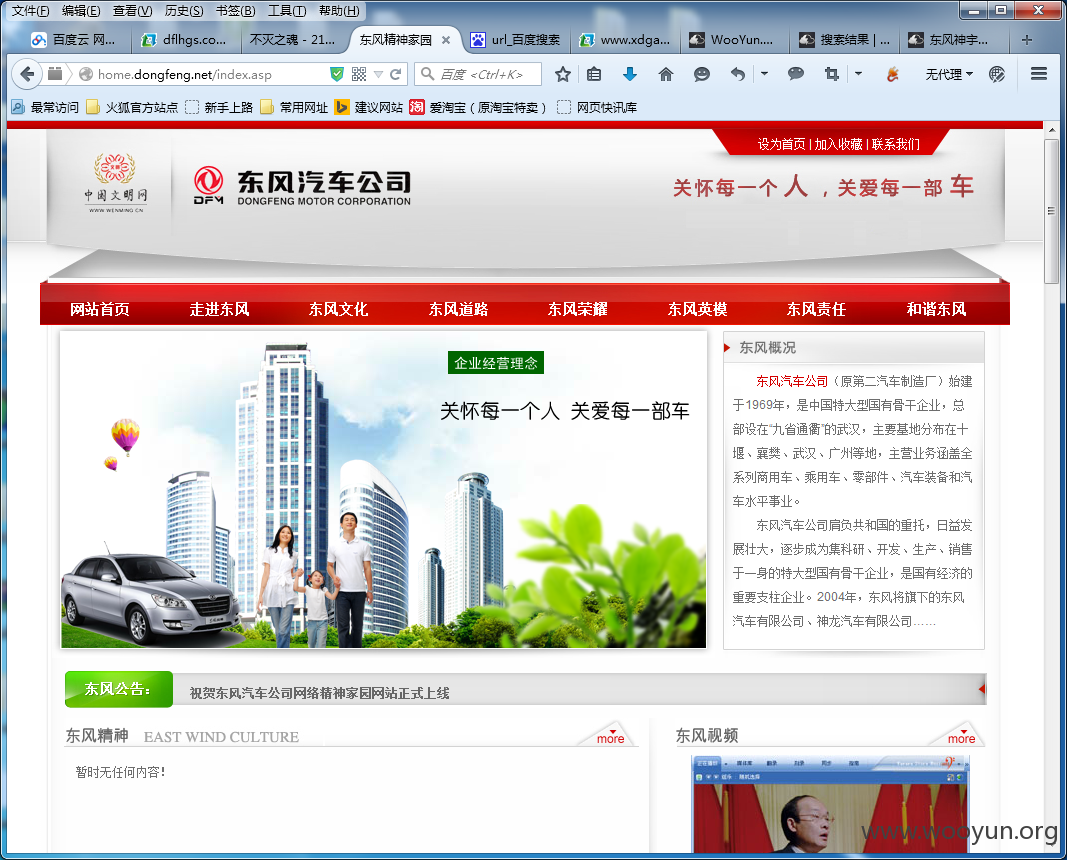 文件(F) 编辑(E) 查看(V) 历史(S) 书签(B) 工具(T) 帮助(H)
百度云 网... dflhgs.co... 不灭之魂 - 21... 东风精神家园 url_百度搜索 www.xdga... WooYun.... 搜索结果 | ... 东风神宇...
home.dongfeng.net/index.asp 百度 <Ctrl+K> 无代理
最常访问 火狐官方站点 新手上路 常用网址 建议网站 爱淘宝（原淘宝特卖） 网页快讯库
设为首页 | 加入收藏 | 联系我们
中国文明网
WWW.WENMING.CN
DFM
东风汽车公司
DONGFENG MOTOR CORPORATION
关怀每一个人，关爱每一部车
网站首页 走进东风 东风文化 东风道路 东风荣耀 东风英模 东风责任 和谐东风
企业经营理念
关怀每一个人 关爱每一部车
东风概况
东风汽车公司（原第二汽车制造厂）始建
于1969年，是中国特大型国有骨干企业，总
部设在“九省通衢”的武汉，主要基地分布在十
堰、襄樊、武汉、广州等地，主营业务涵盖全
系列商用车、乘用车、零部件、汽车装备和汽
车水平事业。
东风汽车公司肩负共和国的重托，日益发
展壮大，逐步成为集科研、开发、生产、销售
于一身的特大型国有骨干企业，是国有经济的
重要支柱企业。2004年，东风将旗下的东风
汽车有限公司、神龙汽车有限公司……
东风公告：
祝贺东风汽车公司网络精神家园网站正式上线
东风精神 EAST WIND CULTURE more
东风视频 more
暂时无任何内容！
www.wooyun.org